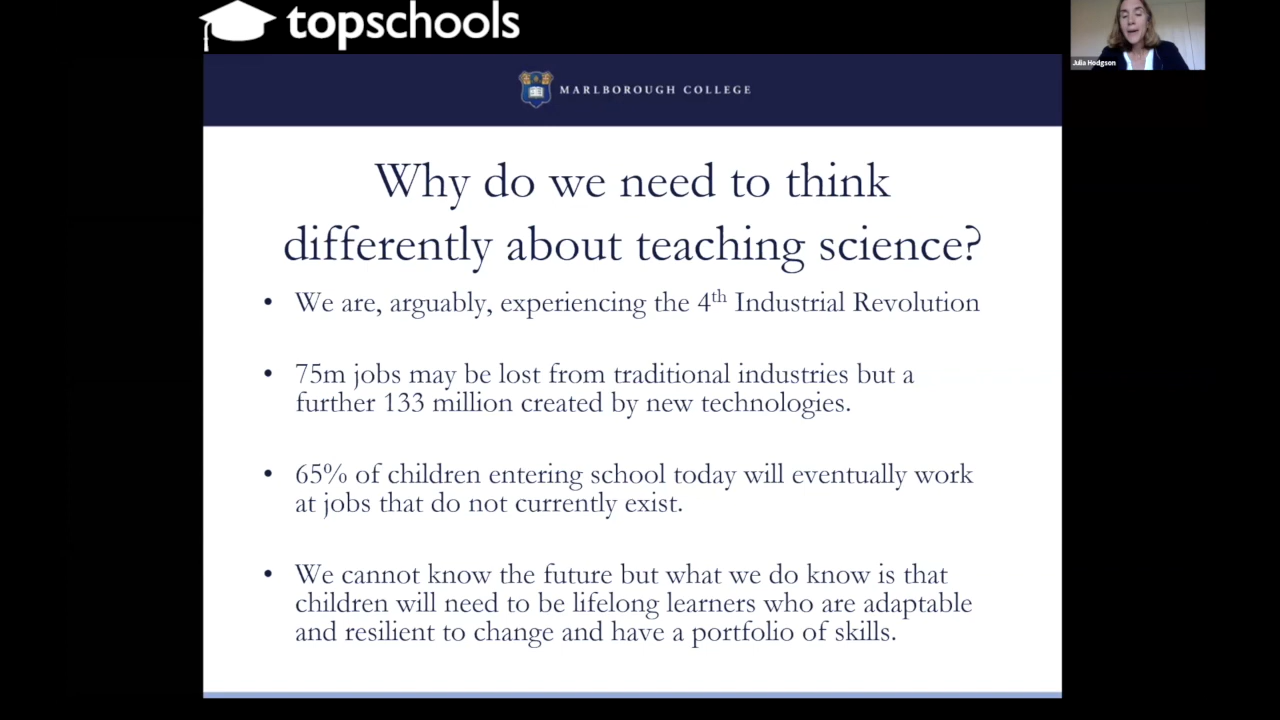 topschools
Julia Hodgson
MARLBOROUGH COLLEGE
Why do we need to think
differently about teaching science?
• We are, arguably, experiencing the 4th Industrial Revolution
• 75m jobs may be lost from traditional industries but a
further 133 million created by new technologies.
• 65% of children entering school today will eventually work
at jobs that do not currently exist.
• We cannot know the future but what we do know is that
children will need to be lifelong learners who are adaptable
and resilient to change and have a portfolio of skills.